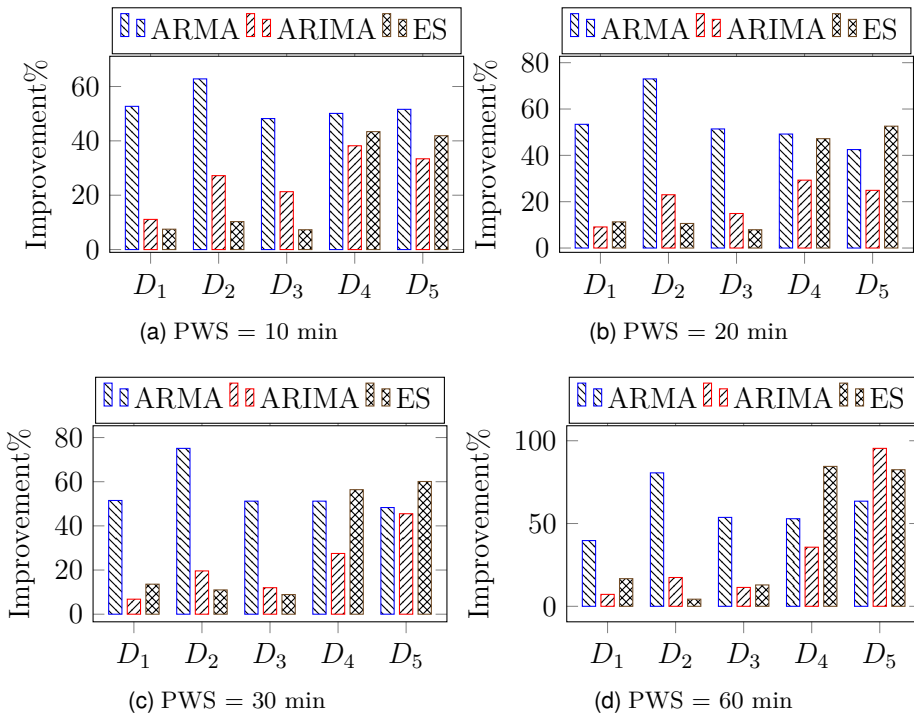 ARMA ARIMA ES
Improvement%
60
40
20
0
D1 D2 D3 D4 D5
(a) PWS = 10 min
ARMA ARIMA ES
Improvement%
80
60
40
20
0
D1 D2 D3 D4 D5
(b) PWS = 20 min
ARMA ARIMA ES
Improvement%
80
60
40
20
0
D1 D2 D3 D4 D5
(c) PWS = 30 min
ARMA ARIMA ES
Improvement%
100
50
0
D1 D2 D3 D4 D5
(d) PWS = 60 min